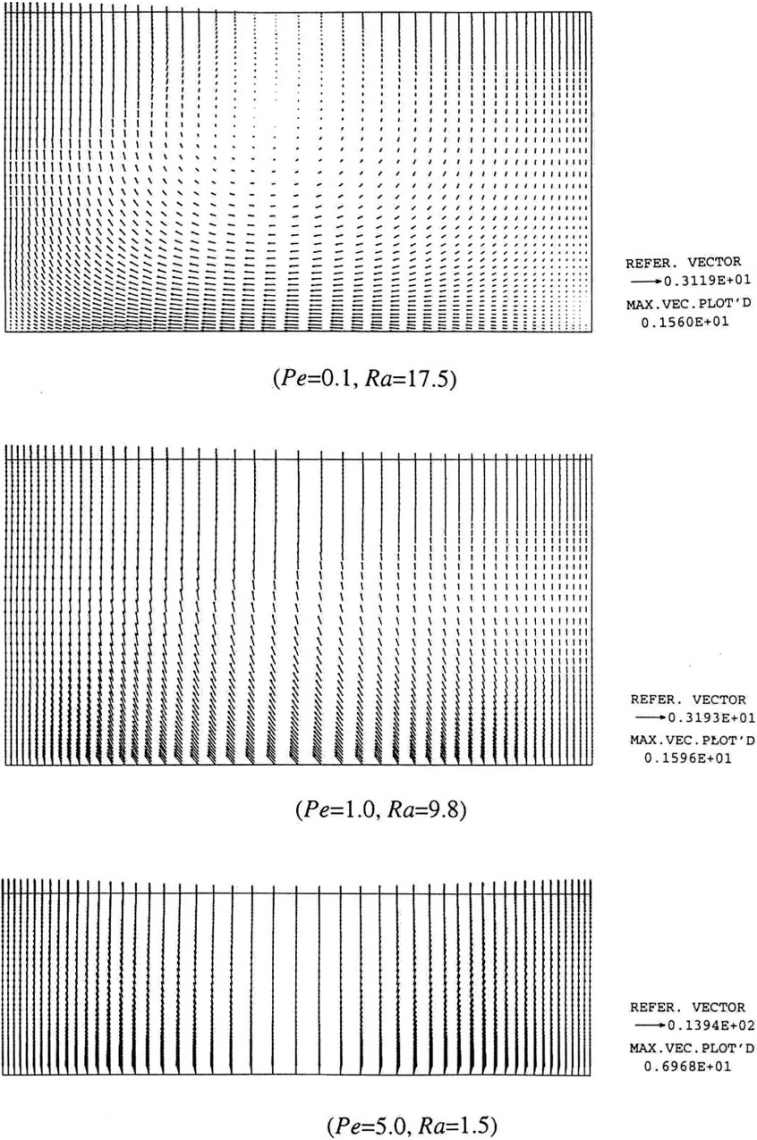 REFER. VECTOR
0.3119E+01
MAX.VEC.PLOT'D
0.1560E+01
(Pe=0.1, Ra=17.5)
REFER. VECTOR
0.3193E+01
MAX.VEC.PLOT'D
0.1596E+01
(Pe=1.0, Ra=9.8)
REFER. VECTOR
0.1394E+02
MAX.VEC.PLOT'D
0.6968E+01
(Pe=5.0, Ra=1.5)